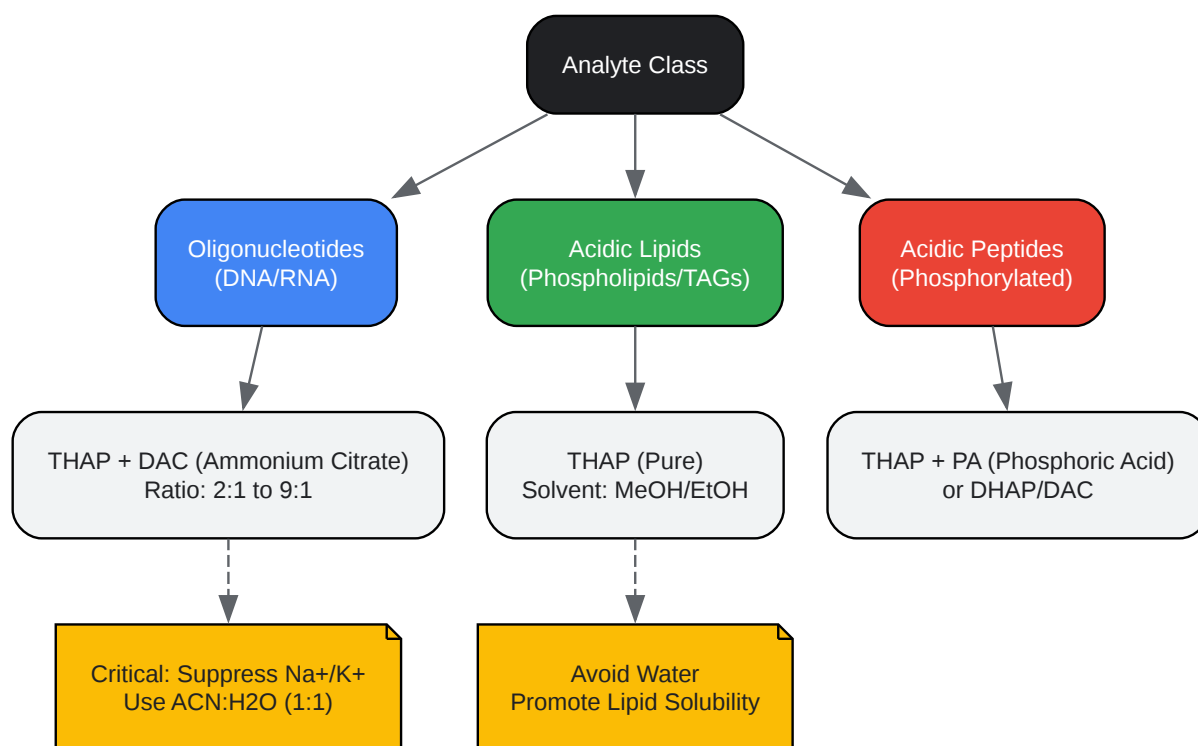 Analyte Class
Oligonucleotides
(DNA/RNA)
Acidic Lipids
(Phospholipids/TAGs)
Acidic Peptides
(Phosphorylated)
THAP + DAC (Ammonium Citrate)
Ratio: 2:1 to 9:1
THAP (Pure)
Solvent: MeOH/EtOH
THAP + PA (Phosphoric Acid)
or DHAP/DAC
Critical: Suppress Na+/K+
Use ACN:H2O (1:1)
Avoid Water
Promote Lipid Solubility